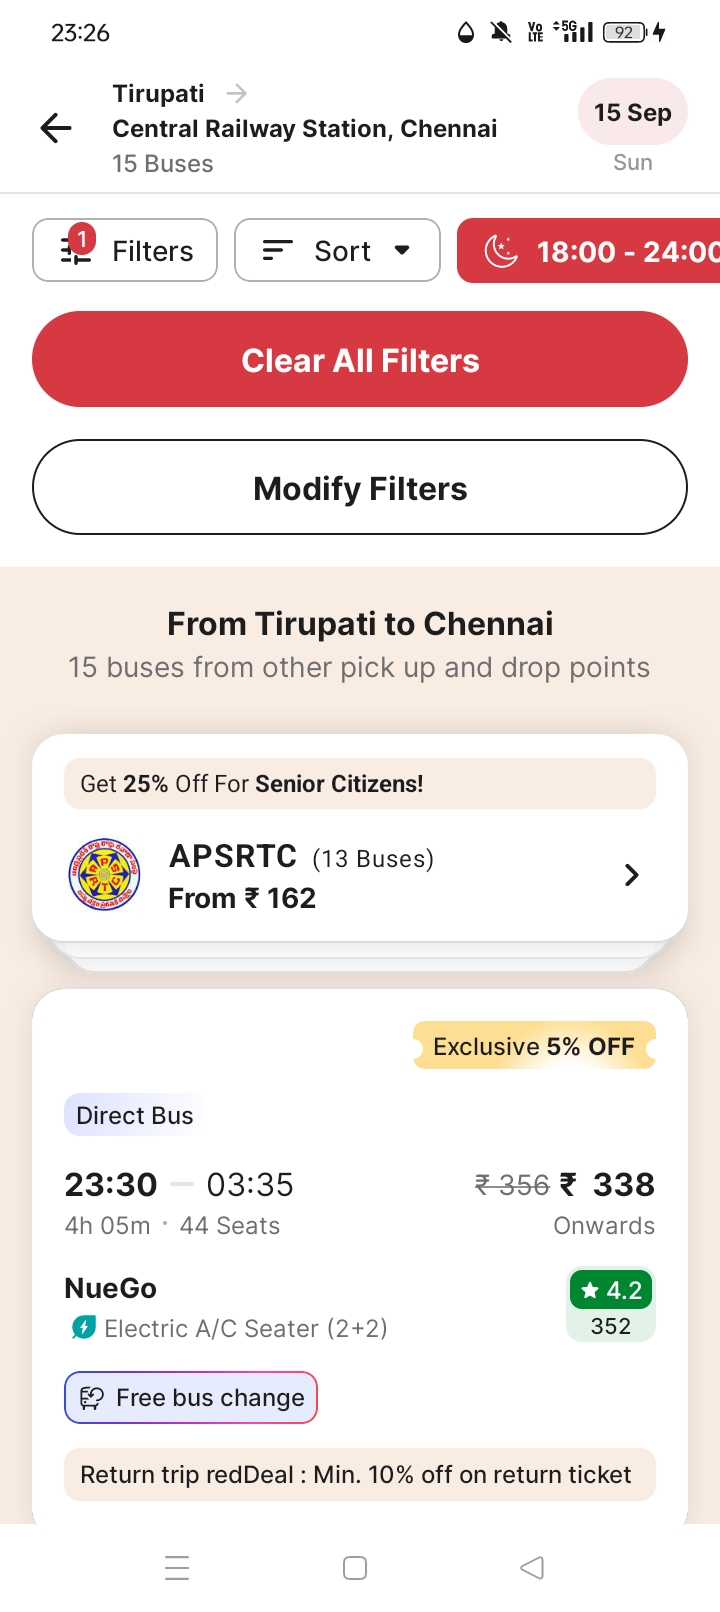 23:26
Vo
LTE
5G
92
Tirupati
Central Railway Station, Chennai
15 Buses
15 Sep
Sun
1
Filters
Sort
18:00 - 24:00
Clear All Filters
Modify Filters
From Tirupati to Chennai
15 buses from other pick up and drop points
Get 25% Off For Senior Citizens!
APSRTC (13 Buses)
From ₹ 162
Exclusive 5% OFF
Direct Bus
23:30 — 03:35
₹ 356 ₹ 338
4h 05m · 44 Seats
Onwards
NueGo
4.2
Electric A/C Seater (2+2)
352
Free bus change
Return trip redDeal : Min. 10% off on return ticket